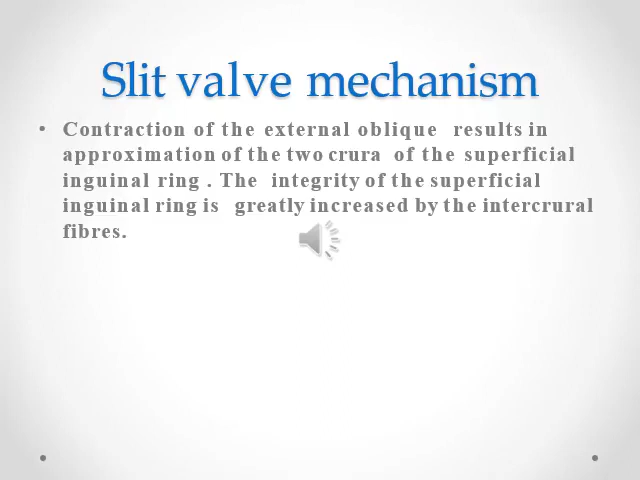 Slit valve mechanism
• Contraction of the external oblique results in
approximation of the two crura of the superficial
inguinal ring . The integrity of the superficial
inguinal ring is greatly increased by the intercrural
fibres.